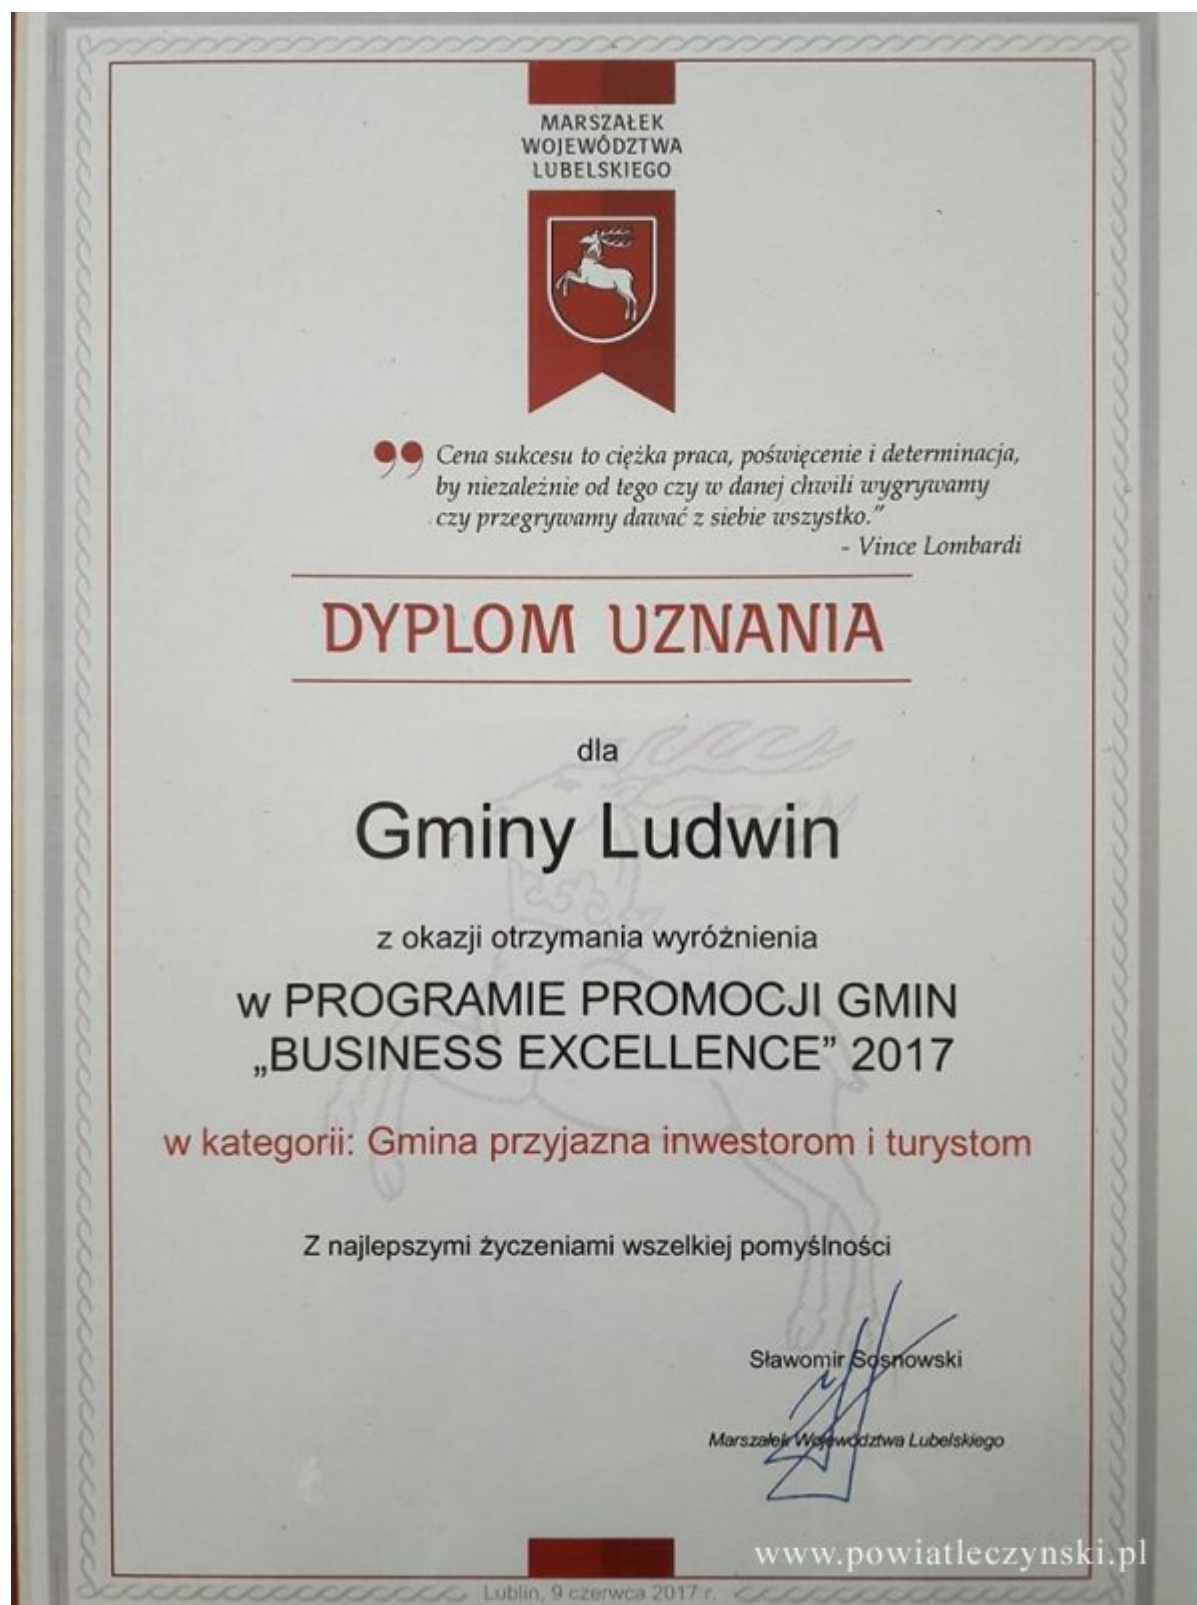 MARSZAŁEK
WOJEWÓDZTWA
LUBELSKIEGO
” Cena sukcesu to ciężka praca, poświęcenie i determinacja,
by niezależnie od tego czy w danej chwili wygrywamy
czy przegrywamy dawać z siebie wszystko.”
- Vince Lombardi
DYPLOM UZNANIA
dla
Gminy Ludwin
z okazji otrzymania wyróżnienia
w PROGRAMIE PROMOCJI GMIN
„BUSINESS EXCELLENCE” 2017
w kategorii: Gmina przyjazna inwestorom i turystom
Z najlepszymi życzeniami wszelkiej pomyślności
Sławomir Sosnowski
Marszałek Województwa Lubelskiego
www.powiatleczynski.pl
Lublin, 9 czerwca 2017 r.